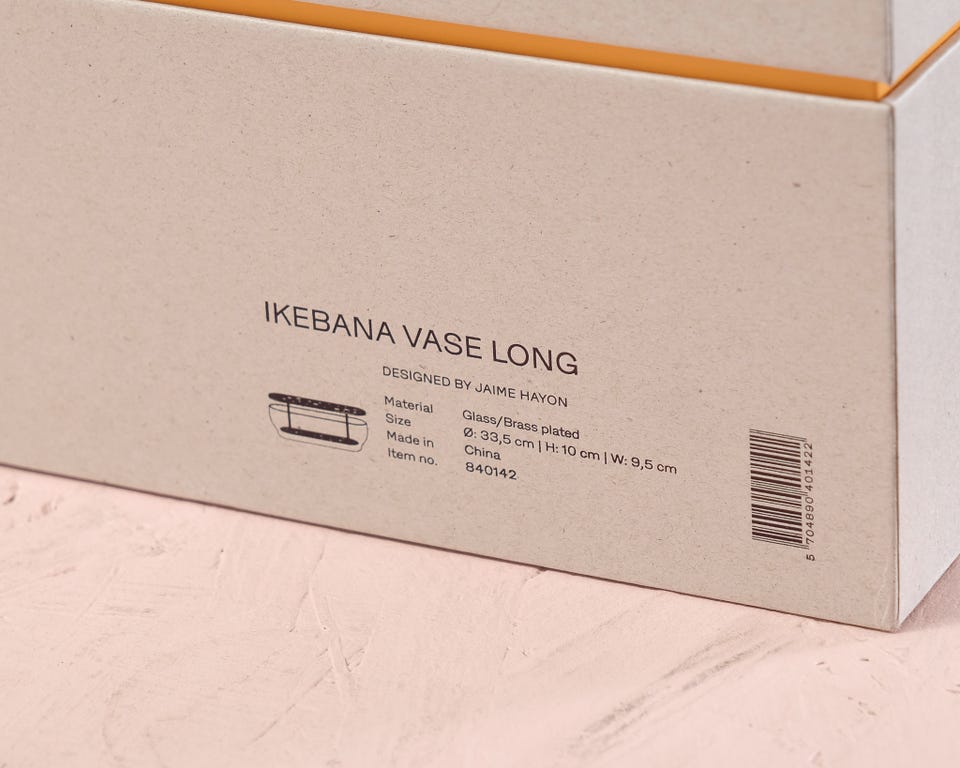 IKEBANA VASE LONG
DESIGNED BY JAIME HAYON
Material Glass/Brass plated
Size Ø: 33,5 cm | H: 10 cm | W: 9,5 cm
Made in China
Item no. 840142
5 704890 401422